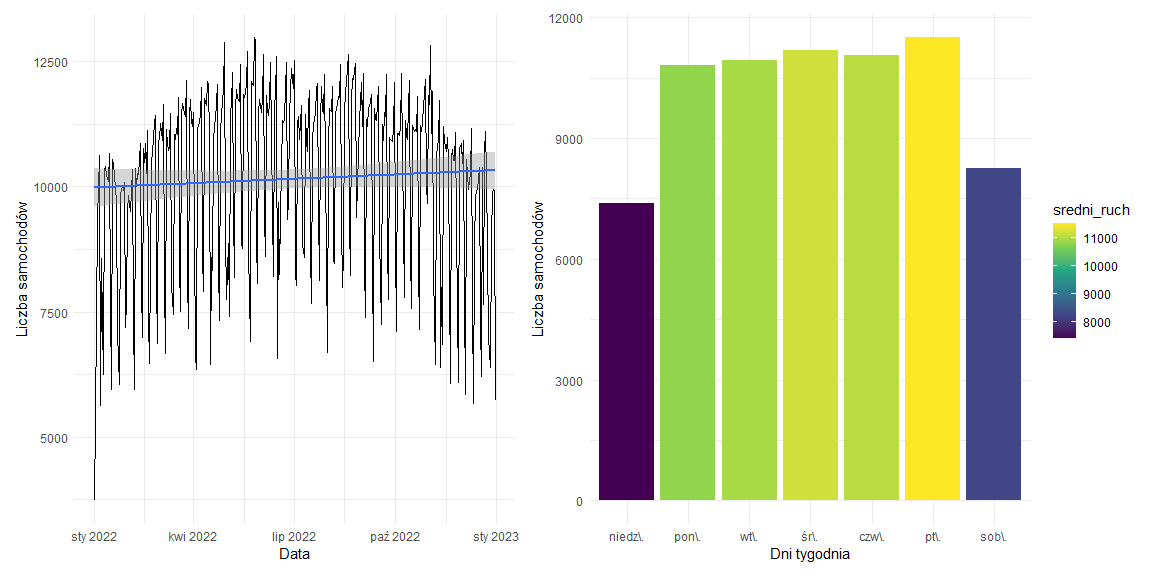 Liczba samochodów
12500
10000
7500
5000
sty 2022
kwi 2022
lip 2022
paź 2022
sty 2023
Data
Liczba samochodów
12000
9000
6000
3000
0
niedz\.
pon\.
wt\.
śr\.
czw\.
pt\.
sob\.
Dni tygodnia
sredni_ruch
11000
10000
9000
8000